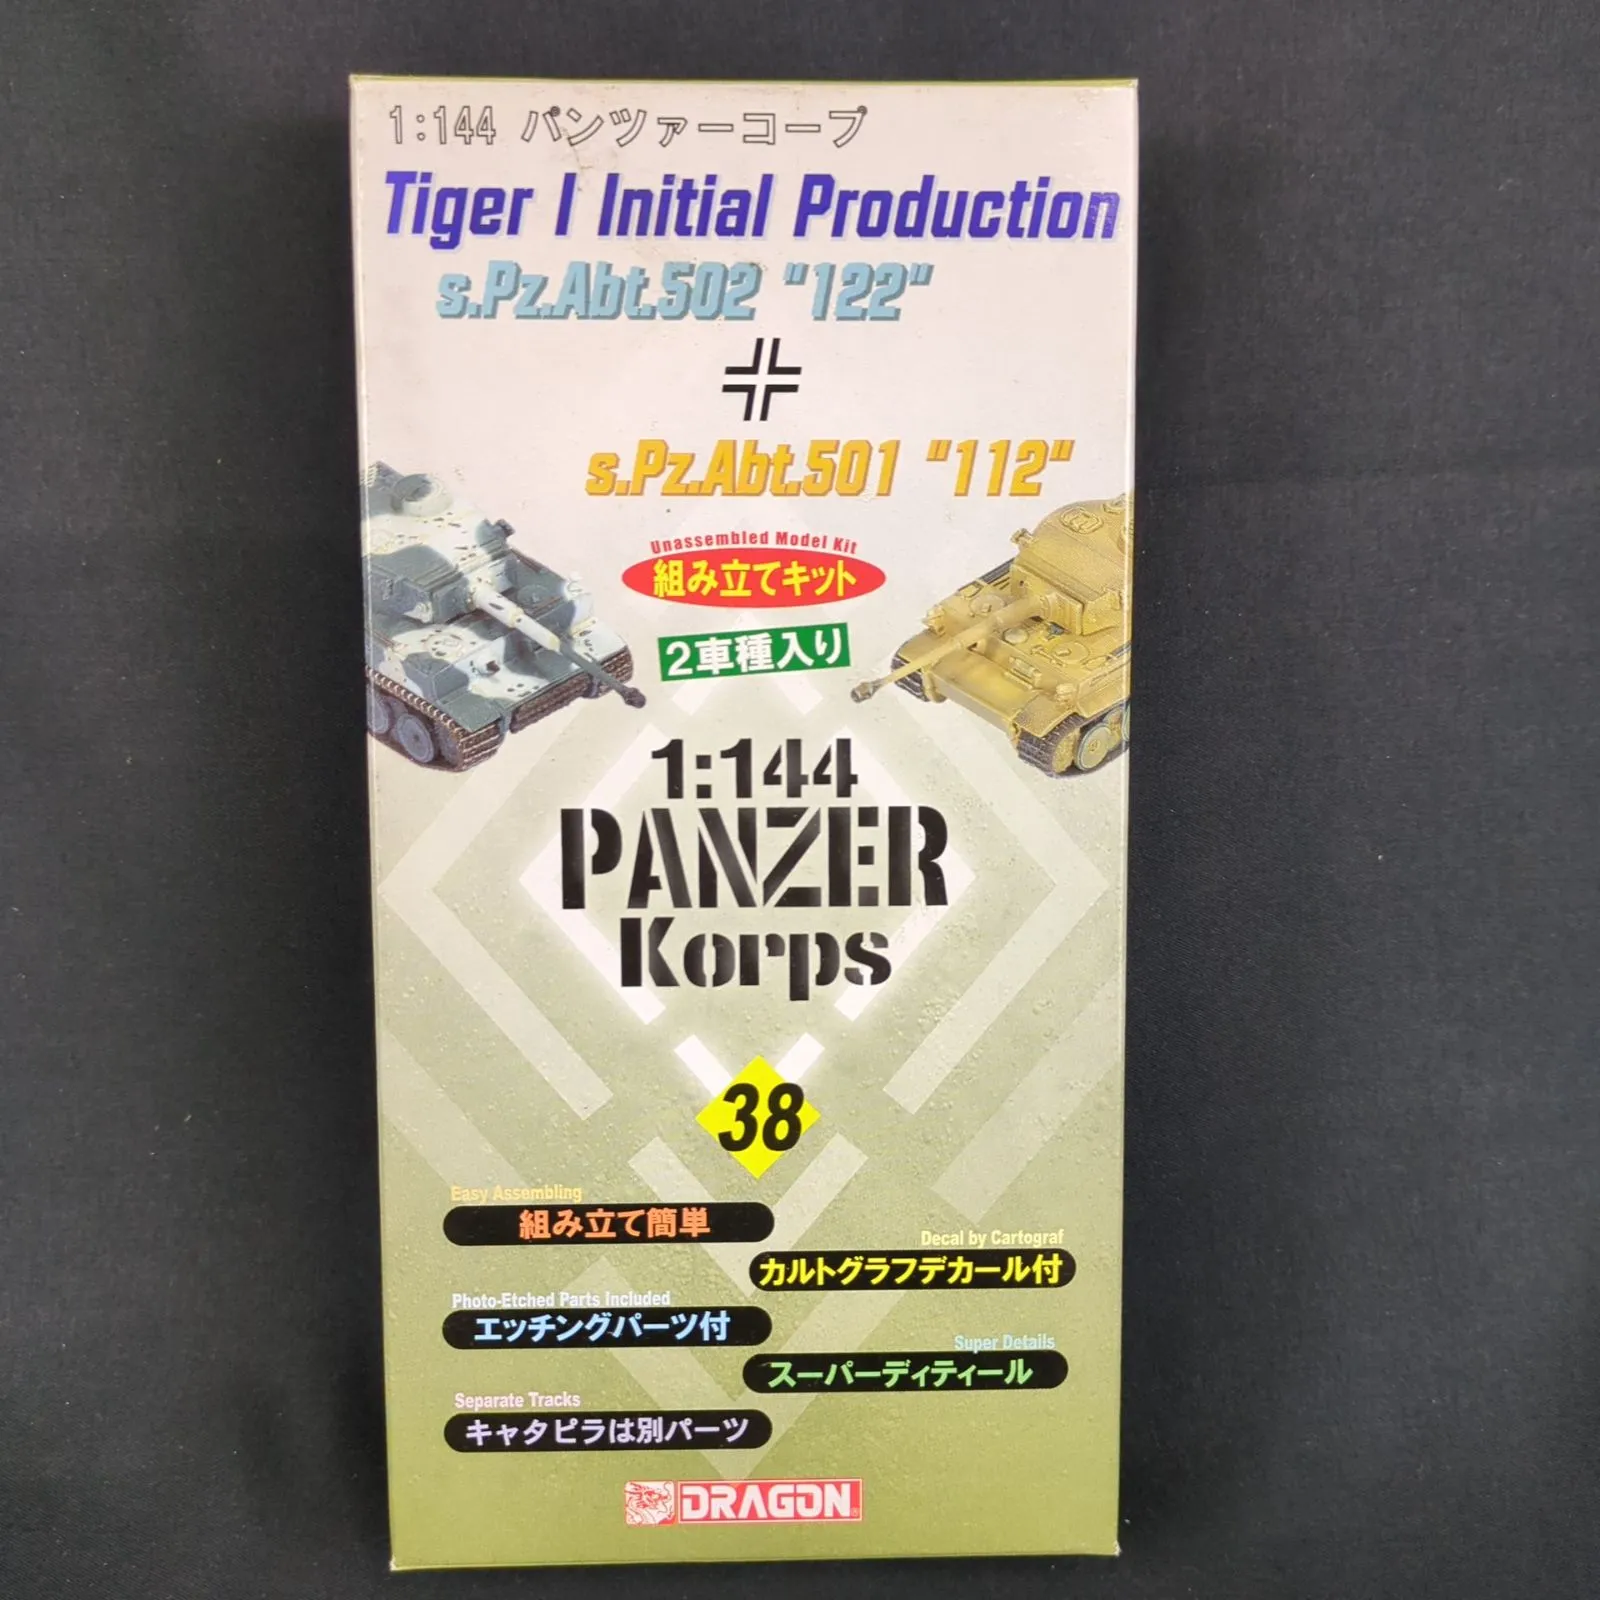 1:144 パンツァーコープ
Tiger I Initial Production
s.Pz.Abt.502 "122"
s.Pz.Abt.501 "112"
Unassembled Model Kit
組み立てキット
2車種入り
1:144
PANZER
Korps
38
Easy Assembling
組み立て簡単
Decal by Cartograf
カルトグラフデカール付
Photo-Etched Parts Included
エッチングパーツ付
Super Details
スーパーディティール
Separate Tracks
キャタピラは別パーツ
DRAGON